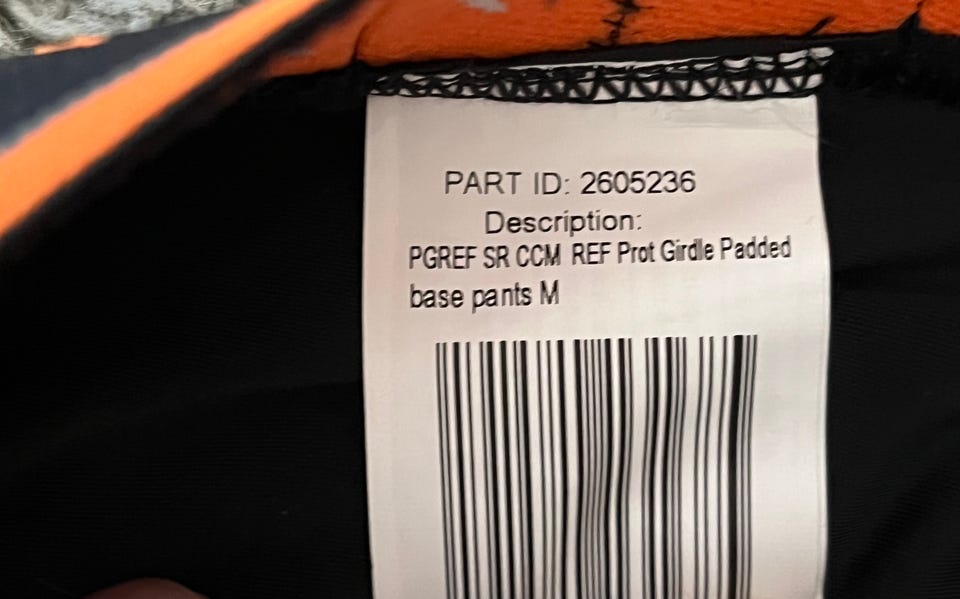 PART ID: 2605236
Description:
PGREF SR CCM REF Prot Girdle Padded
base pants M